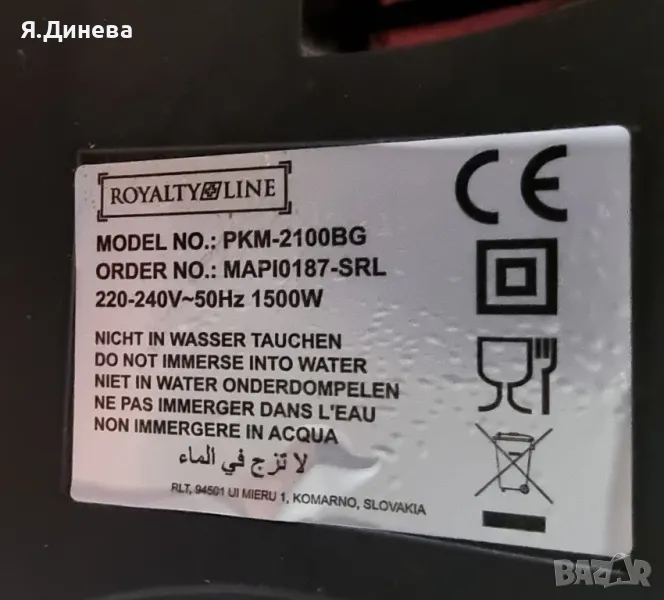 Я.Динева
ROYALTY LINE
MODEL NO.: PKM-2100BG
ORDER NO.: MAPI0187-SRL
220-240V~50Hz 1500W
NICHT IN WASSER TAUCHEN
DO NOT IMMERSE INTO WATER
NIET IN WATER ONDERDOMPELEN
NE PAS IMMERGER DANS L'EAU
NON IMMERGERE IN ACQUA
لا تزج في الماء
RLT, 94501 UI MIERU 1, KOMARNO, SLOVAKIA
CE
BAZAR